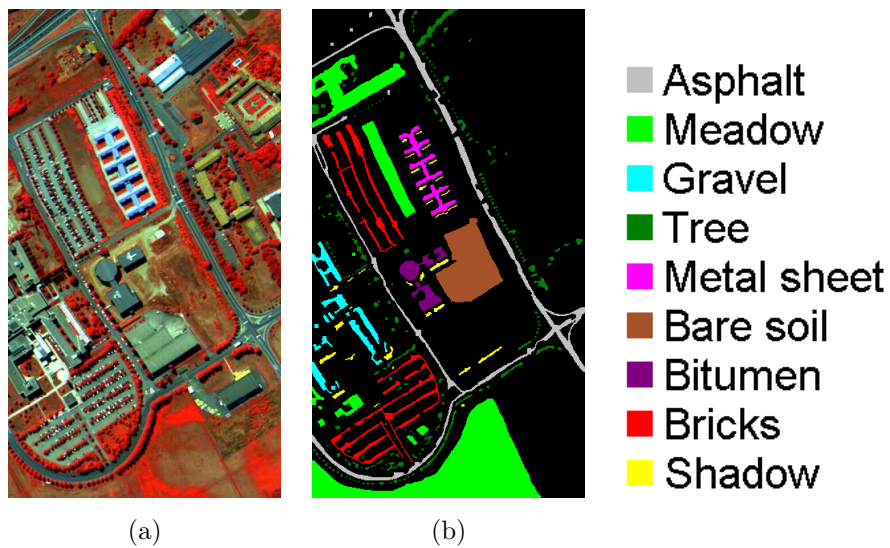 Asphalt
Meadow
Gravel
Tree
Metal sheet
Bare soil
Bitumen
Bricks
Shadow
(a)
(b)